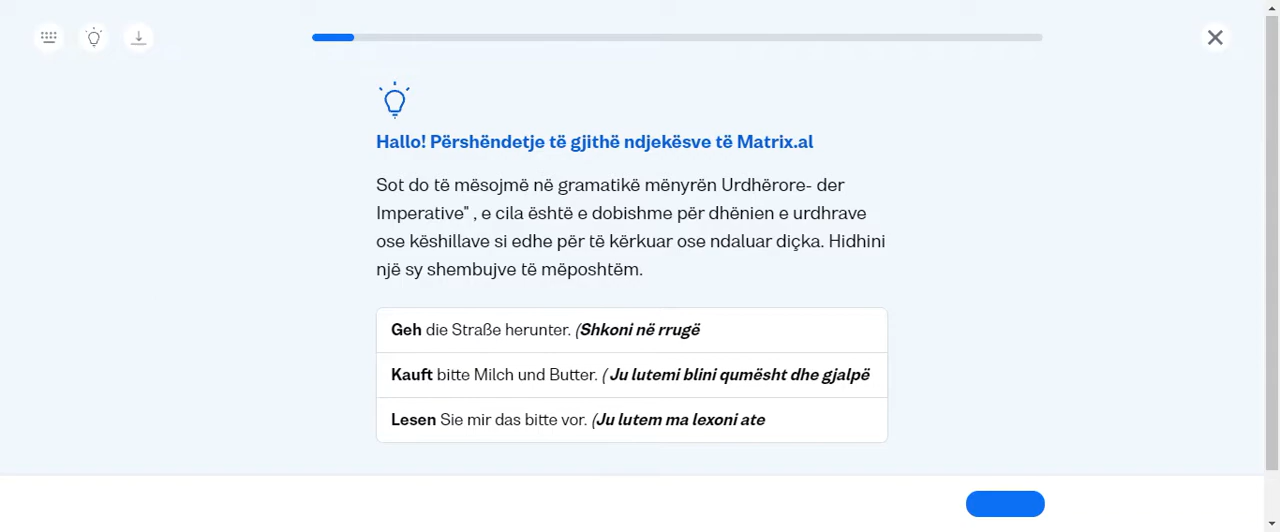 Hallo! Përshëndetje të gjithë ndjekësve të Matrix.al
Sot do të mësojmë në gramatikë mënyrën Urdhërore- der
Imperative" , e cila është e dobishme për dhënien e urdhrave
ose këshillave si edhe për të kërkuar ose ndaluar diçka. Hidhini
një sy shembujve të mëposhtëm.
Geh die Straße herunter. (Shkoni në rrugë
Kauft bitte Milch und Butter. ( Ju lutemi blini qumësht dhe gjalpë
Lesen Sie mir das bitte vor. (Ju lutem ma lexoni ate